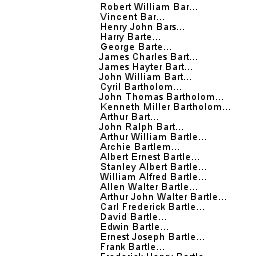 Robert William Bar...
Vincent Bar...
Henry John Bars...
Harry Barte...
George Barte...
James Charles Bart...
James Hayter Bart...
John William Bart...
Cyril Bartholom...
John Thomas Bartholom...
Kenneth Miller Bartholom...
Arthur Bart...
John Ralph Bart...
Arthur William Bartle...
Archie Bartlem...
Albert Ernest Bartle...
Stanley Albert Bartle...
William Alfred Bartle...
Allen Walter Bartle...
Arthur John Walter Bartle...
Carl Frederick Bartle...
David Bartle...
Edwin Bartle...
Ernest Joseph Bartle...
Frank Bartle...
Frederick Henry Bartle...